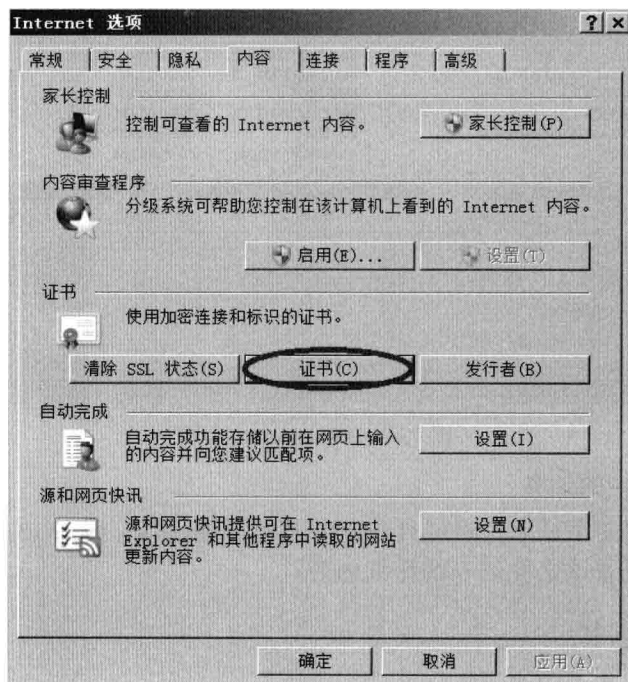 Internet 选项
常规 安全 隐私 内容 连接 程序 高级
家长控制
控制可查看的 Internet 内容。 家长控制(P)
内容审查程序
分级系统可帮助您控制在该计算机上看到的 Internet 内容。
启用(E)... 设置(T)
证书
使用加密连接和标识的证书。
清除 SSL 状态(S) 证书(C) 发行者(B)
自动完成
自动完成功能存储以前在网页上输入 设置(I)
的内容并向您建议匹配项。
源和网页快讯
源和网页快讯提供可在 Internet 设置(N)
Explorer 和其他程序中读取的网站
更新内容。
确定 取消 应用(A)